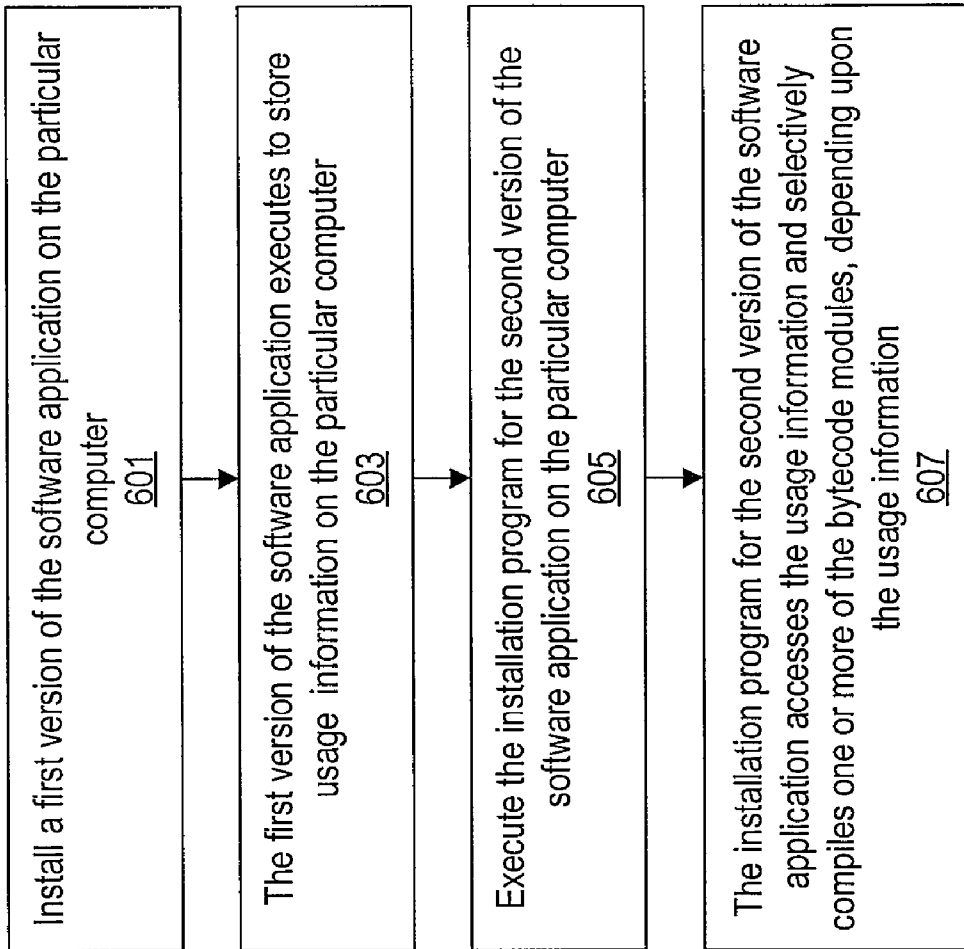 Install a first version of the software application on the particular
computer
601
The first version of the software application executes to store
usage information on the particular computer
603
Execute the installation program for the second version of the
software application on the particular computer
605
The installation program for the second version of the software
application accesses the usage information and selectively
compiles one or more of the bytecode modules, depending upon
the usage information
607